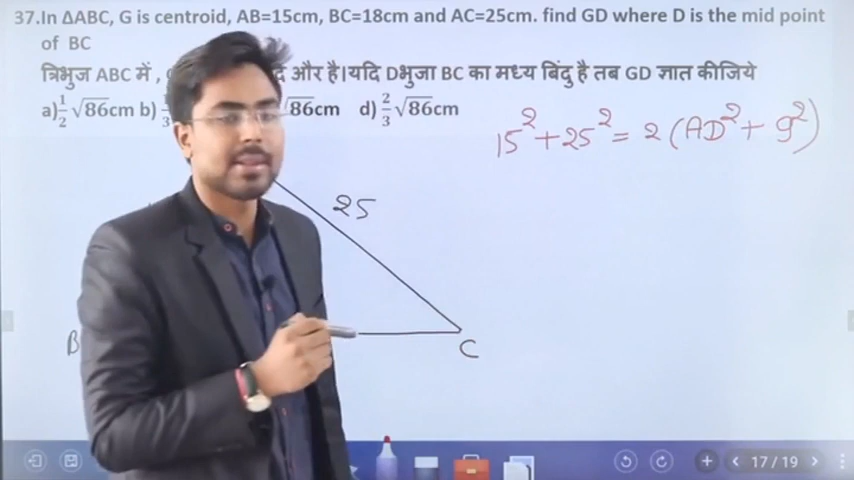 37.In ΔABC, G is centroid, AB=15cm, BC=18cm and AC=25cm. find GD where D is the mid point
of BC
त्रिभुज ABC में , और है।यदि Dभुजा BC का मध्य बिंदु है तब GD ज्ञात कीजिये
a)1/2 √86cm b) √86cm d) 2/3 √86cm
15² + 25² = 2 (AD² + 9²)
25
B
C
17 / 19